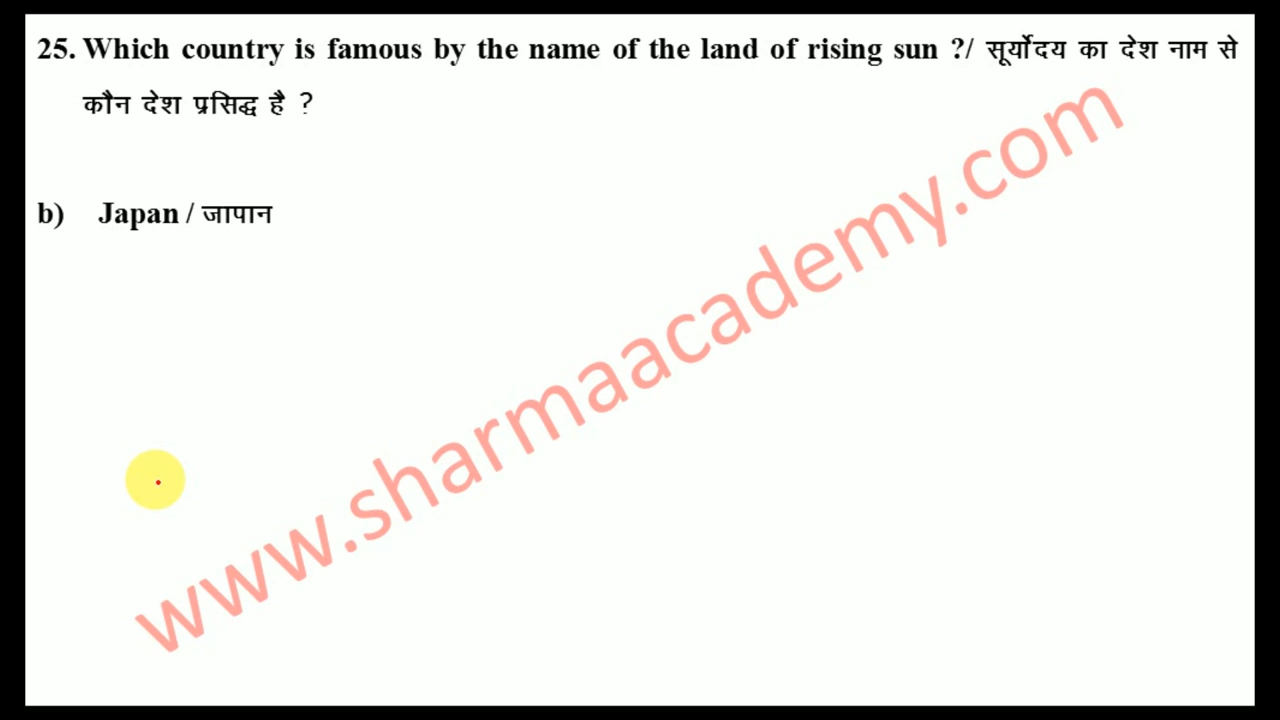 25. Which country is famous by the name of the land of rising sun ?/ सूर्योदय का देश नाम से
कौन देश प्रसिद्ध है ?
b) Japan / जापान
www.sharmaacademy.com